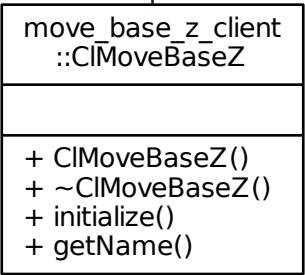 move_base_z_client
::ClMoveBaseZ
+ ClMoveBaseZ()
+ ~ClMoveBaseZ()
+ initialize()
+ getName()